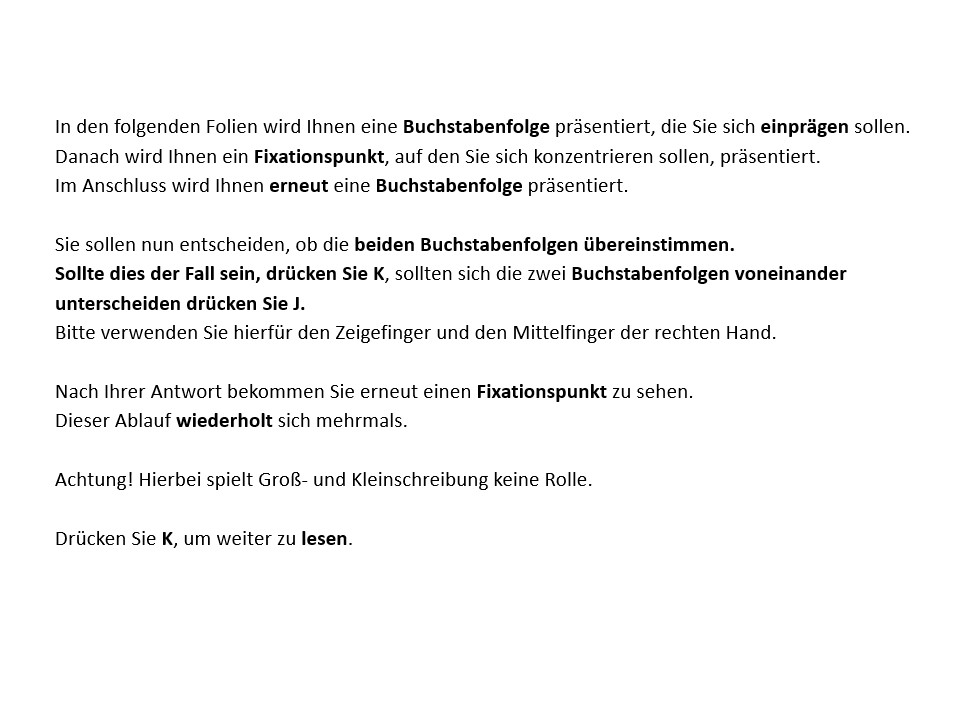 In den folgenden Folien wird Ihnen eine Buchstabenfolge präsentiert, die Sie sich einprägen sollen.
Danach wird Ihnen ein Fixationspunkt, auf den Sie sich konzentrieren sollen, präsentiert.
Im Anschluss wird Ihnen erneut eine Buchstabenfolge präsentiert.
Sie sollen nun entscheiden, ob die beiden Buchstabenfolgen übereinstimmen.
Sollte dies der Fall sein, drücken Sie K, sollten sich die zwei Buchstabenfolgen voneinander
unterscheiden drücken Sie J.
Bitte verwenden Sie hierfür den Zeigefinger und den Mittelfinger der rechten Hand.
Nach Ihrer Antwort bekommen Sie erneut einen Fixationspunkt zu sehen.
Dieser Ablauf wiederholt sich mehrmals.
Achtung! Hierbei spielt Groß- und Kleinschreibung keine Rolle.
Drücken Sie K, um weiter zu lesen.